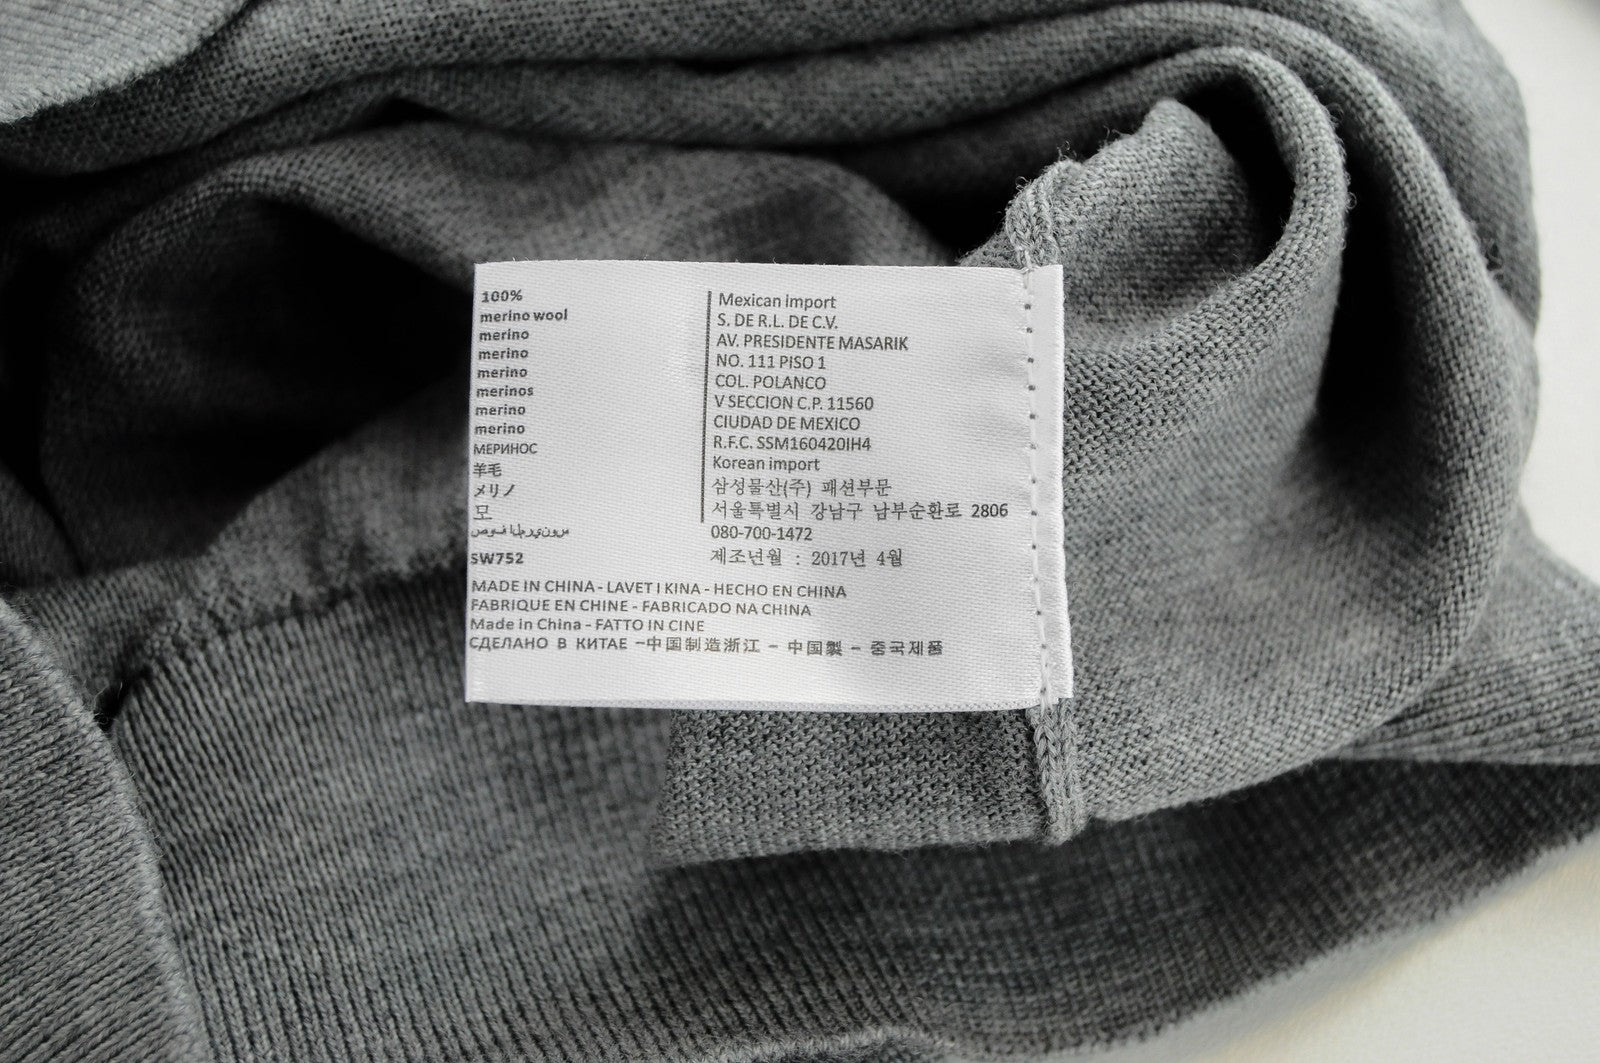 100%
merino wool
merino
merino
merino
merinos
merino
merino
МЕРИНОС
羊毛
メリノ
모
صوف المرينوس
SW752
Mexican import
S. DE R.L. DE C.V.
AV. PRESIDENTE MASARIK
NO. 111 PISO 1
COL. POLANCO
V SECCION C.P. 11560
CIUDAD DE MEXICO
R.F.C. SSM160420IH4
Korean import
삼성물산(주) 패션부문
서울특별시 강남구 남부순환로 2806
080-700-1472
제조년월 : 2017년 4월
MADE IN CHINA - LAVET I KINA - HECHO EN CHINA
FABRIQUE EN CHINE - FABRICADO NA CHINA
Made in China - FATTO IN CINE
СДЕЛАНО В КИТАЕ -中国制造浙江 - 中国製 - 중국제품